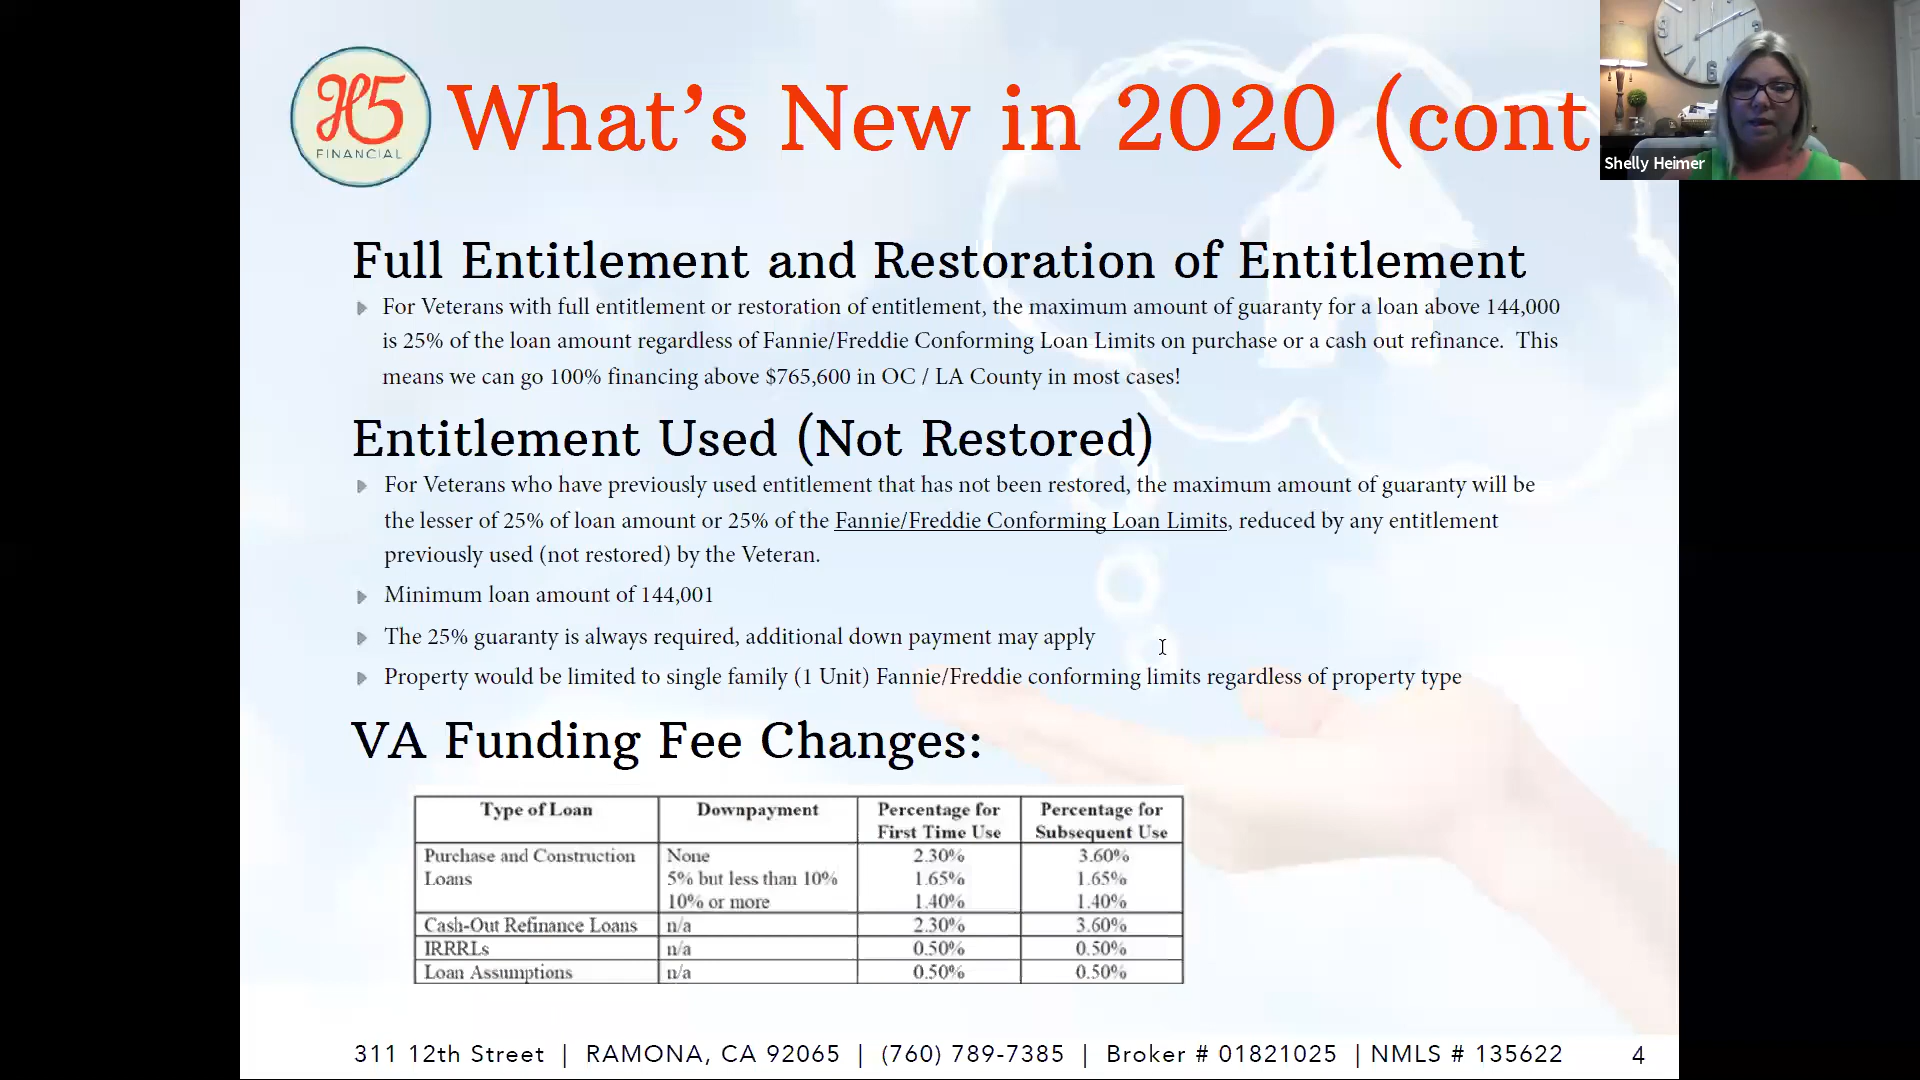 H5
FINANCIAL
What's New in 2020 (cont
Shelly Heimer
Full Entitlement and Restoration of Entitlement
For Veterans with full entitlement or restoration of entitlement, the maximum amount of guaranty for a loan above 144,000
is 25% of the loan amount regardless of Fannie/Freddie Conforming Loan Limits on purchase or a cash out refinance.  This
means we can go 100% financing above $765,600 in OC / LA County in most cases!
Entitlement Used (Not Restored)
For Veterans who have previously used entitlement that has not been restored, the maximum amount of guaranty will be
the lesser of 25% of loan amount or 25% of the Fannie/Freddie Conforming Loan Limits, reduced by any entitlement
previously used (not restored) by the Veteran.
Minimum loan amount of 144,001
The 25% guaranty is always required, additional down payment may apply
Property would be limited to single family (1 Unit) Fannie/Freddie conforming limits regardless of property type
VA Funding Fee Changes:
Type of Loan Downpayment Percentage for Percentage for
First Time Use Subsequent Use
Purchase and Construction None 2.30% 3.60%
Loans 5% but less than 10% 1.65% 1.65%
10% or more 1.40% 1.40%
Cash-Out Refinance Loans n/a 2.30% 3.60%
IRRRLs n/a 0.50% 0.50%
Loan Assumptions n/a 0.50% 0.50%
311 12th Street | RAMONA, CA 92065 | (760) 789-7385 | Broker # 01821025 | NMLS # 135622 4